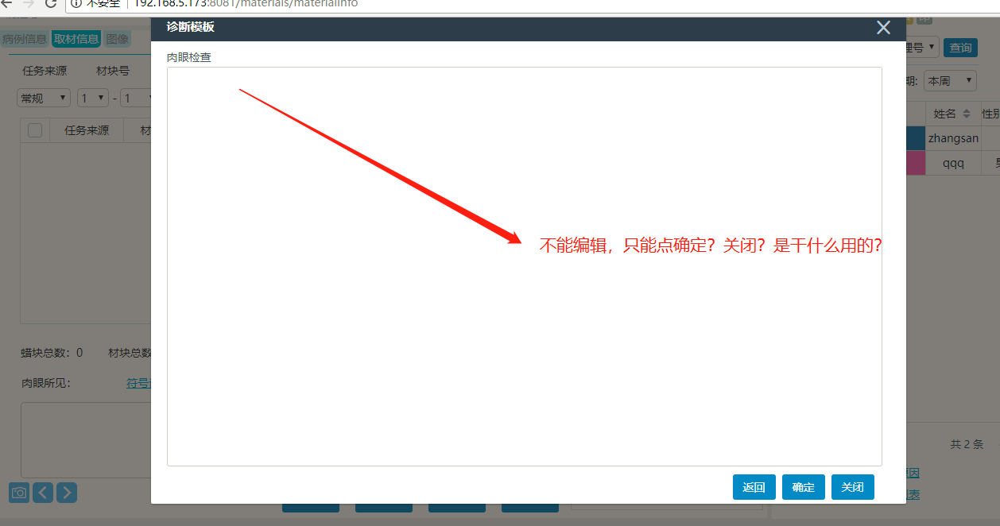 不安全 192.168.5.173:8081/materials/materialinfo
诊断模板
病例信息 取材信息 图像
理号 查询
肉眼检查
任务来源 材块号
期: 本周
常规 1 - 1
姓名 性别
任务来源 材
zhangsan
qqq
不能编辑，只能点确定？关闭？是干什么用的？
蜡块总数：0 材块总数
肉眼所见： 符号
共 2 条
原因
返回 确定 关闭
表